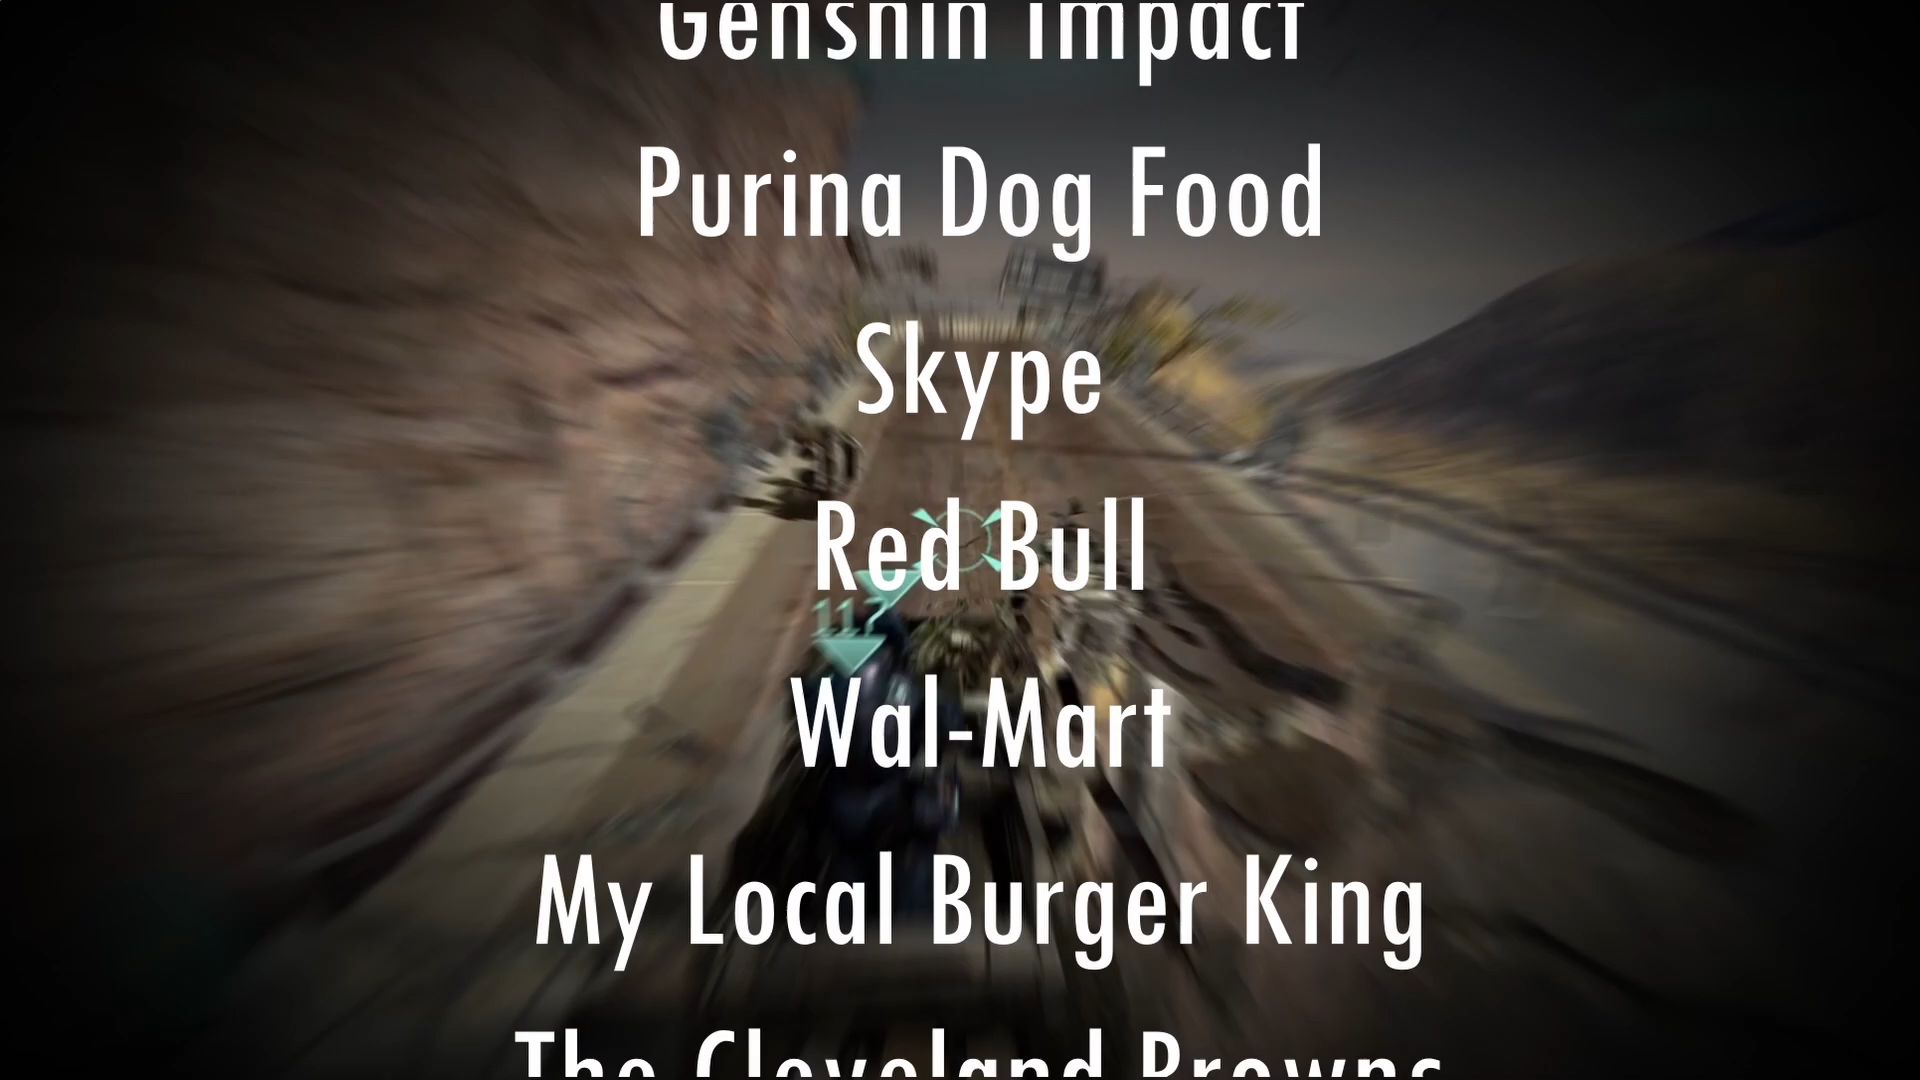 Genshin Impact
Purina Dog Food
Skype
Red Bull
Wal-Mart
My Local Burger King
The Cleveland Browns